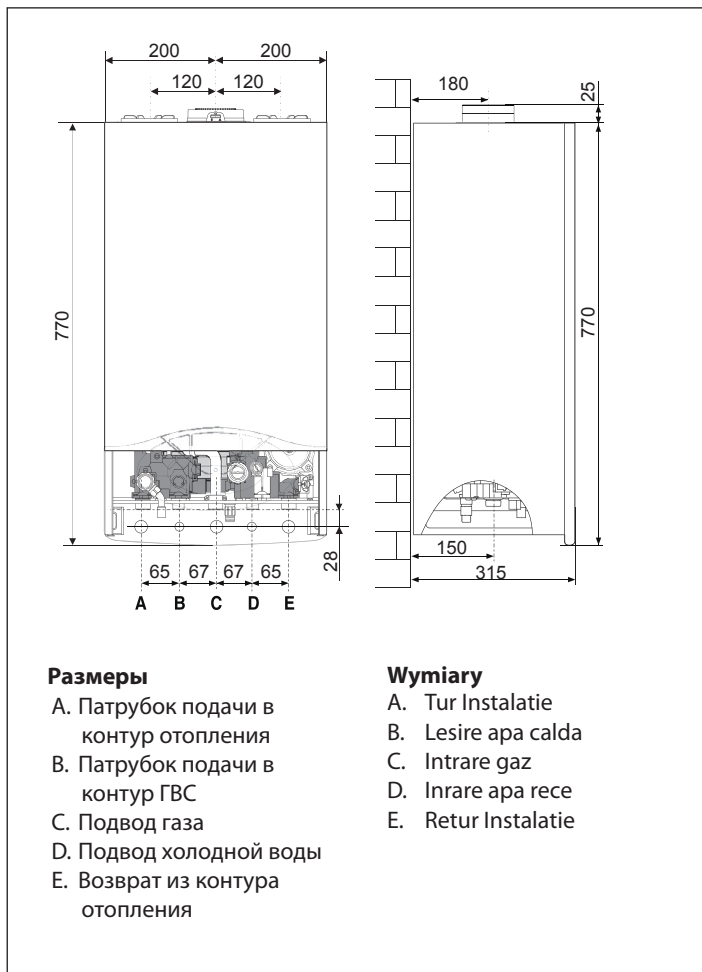 200 200
120 120
180
25
770
770
28
150
315
65 67 67 65
A B C D E
Размеры
A. Патрубок подачи в
контур отопления
B. Патрубок подачи в
контур ГВС
C. Подвод газа
D. Подвод холодной воды
E. Возврат из контура
отопления
Wymiary
A. Tur Instalatie
B. Lesire apa calda
C. Intrare gaz
D. Inrare apa rece
E. Retur Instalatie